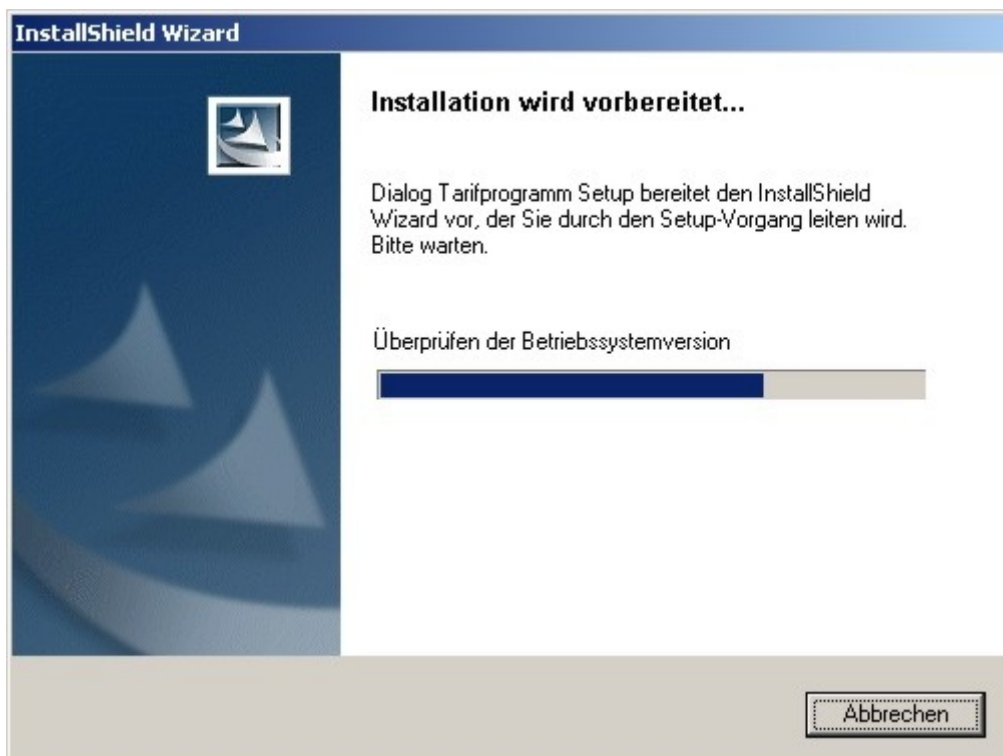 InstallShield Wizard
Installation wird vorbereitet...
Dialog Tarifprogramm Setup bereitet den InstallShield
Wizard vor, der Sie durch den Setup-Vorgang leiten wird.
Bitte warten.
Überprüfen der Betriebssystemversion
Abbrechen